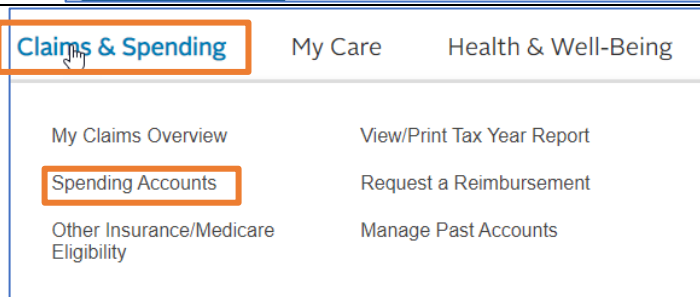 Claims & Spending My Care Health & Well-Being
My Claims Overview View/Print Tax Year Report
Spending Accounts Request a Reimbursement
Other Insurance/Medicare Manage Past Accounts
Eligibility